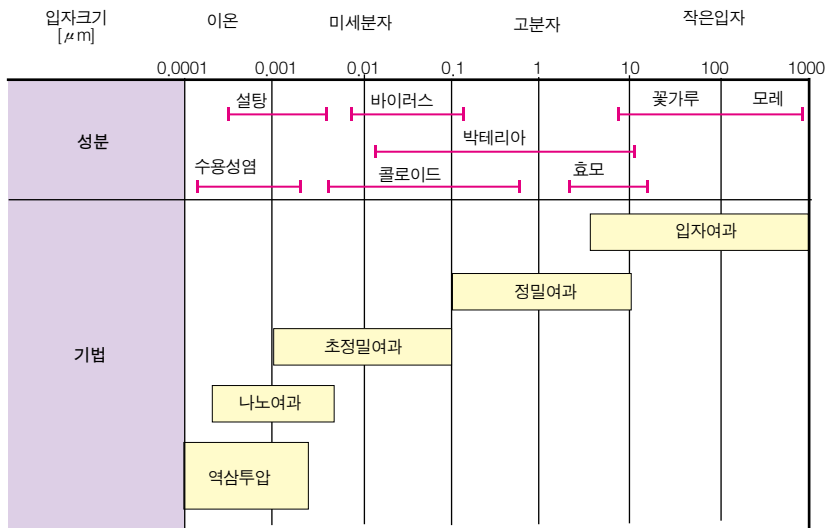 입자크기 이온 미세분자 고분자 작은입자
[μm]
0.0001 0.001 0.01 0.1 1 10 100 1000
성분
설탕 바이러스 꽃가루 모레
박테리아
수용성염 콜로이드 효모
기법
입자여과
정밀여과
초정밀여과
나노여과
역삼투압